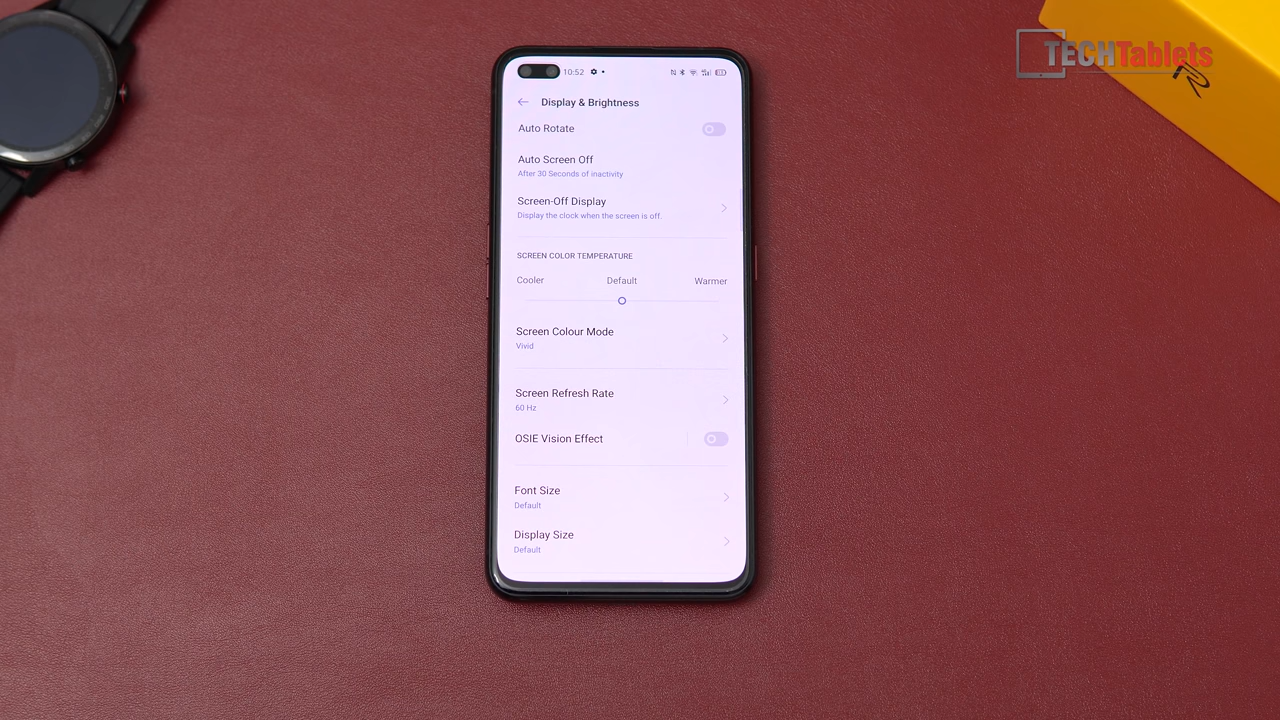 TECHTablets
R
10:52
Display & Brightness
Auto Rotate
Auto Screen Off
After 30 Seconds of inactivity
Screen-Off Display
Display the clock when the screen is off.
SCREEN COLOR TEMPERATURE
Cooler Default Warmer
Screen Colour Mode
Vivid
Screen Refresh Rate
60 Hz
OSIE Vision Effect
Font Size
Default
Display Size
Default